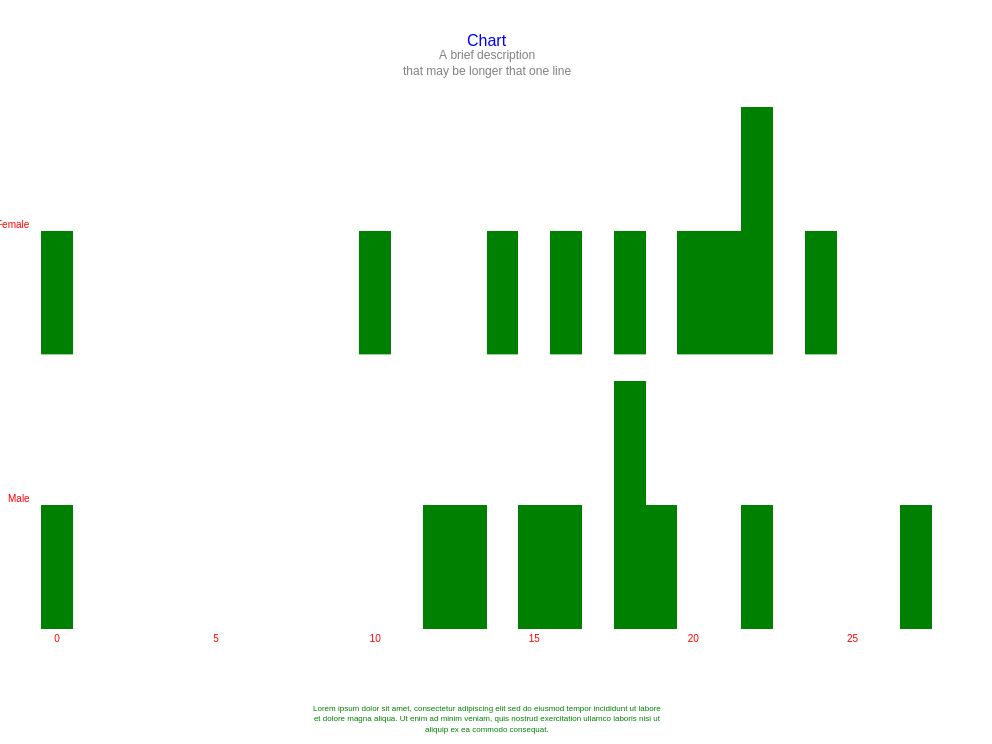 Chart
A brief description
that may be longer that one line
Female
Male
0 5 10 15 20 25
Lorem ipsum dolor sit amet, consectetur adipiscing elit sed do eiusmod tempor incididunt ut labore
et dolore magna aliqua. Ut enim ad minim veniam, quis nostrud exercitation ullamco laboris nisi ut
aliquip ex ea commodo consequat.